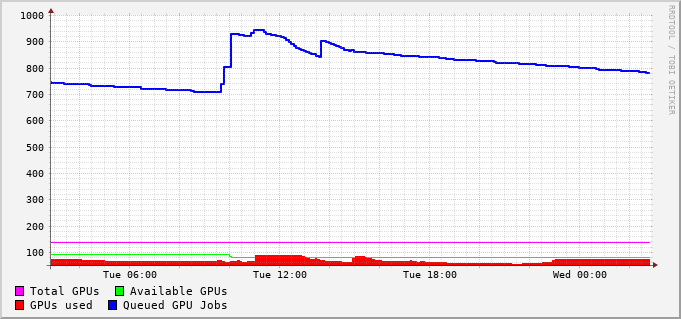 1000
900
800
700
600
500
400
300
200
100
Tue 06:00 Tue 12:00 Tue 18:00 Wed 00:00
Total GPUs Available GPUs
GPUs used Queued GPU Jobs
RRDTOOL / TOBI OETIKER